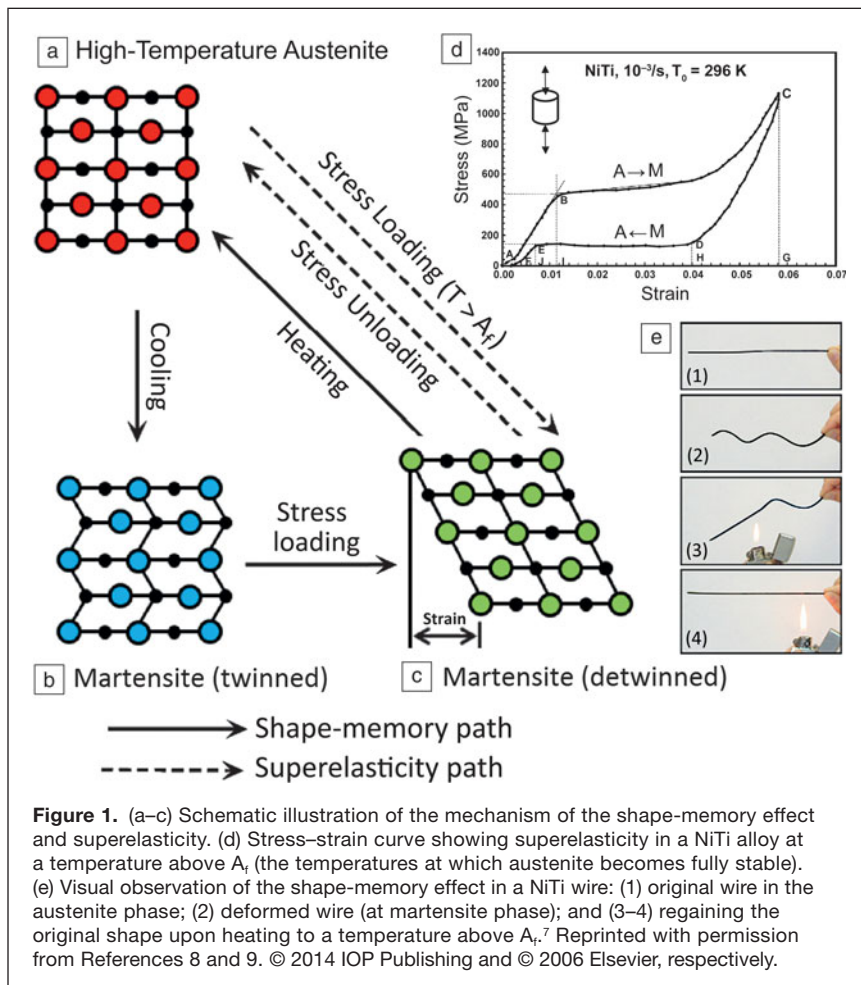 a High-Temperature Austenite
Cooling
Heating
Stress Unloading
Stress Loading (T > Af)
Stress
loading
Strain
b Martensite (twinned)
c Martensite (detwinned)
Shape-memory path
Superelasticity path
d
NiTi, 10⁻³/s, T₀ = 296 K
Stress (MPa)
1400
1200
1000
800
600
400
200
0
0.00 0.01 0.02 0.03 0.04 0.05 0.06 0.07
Strain
A→M
A←M
A
B
C
D
E
F
J
I
H
G
e
(1)
(2)
(3)
(4)
Figure 1. (a–c) Schematic illustration of the mechanism of the shape-memory effect
and superelasticity. (d) Stress–strain curve showing superelasticity in a NiTi alloy at
a temperature above Af (the temperatures at which austenite becomes fully stable).
(e) Visual observation of the shape-memory effect in a NiTi wire: (1) original wire in the
austenite phase; (2) deformed wire (at martensite phase); and (3–4) regaining the
original shape upon heating to a temperature above Af.⁷ Reprinted with permission
from References 8 and 9. © 2014 IOP Publishing and © 2006 Elsevier, respectively.